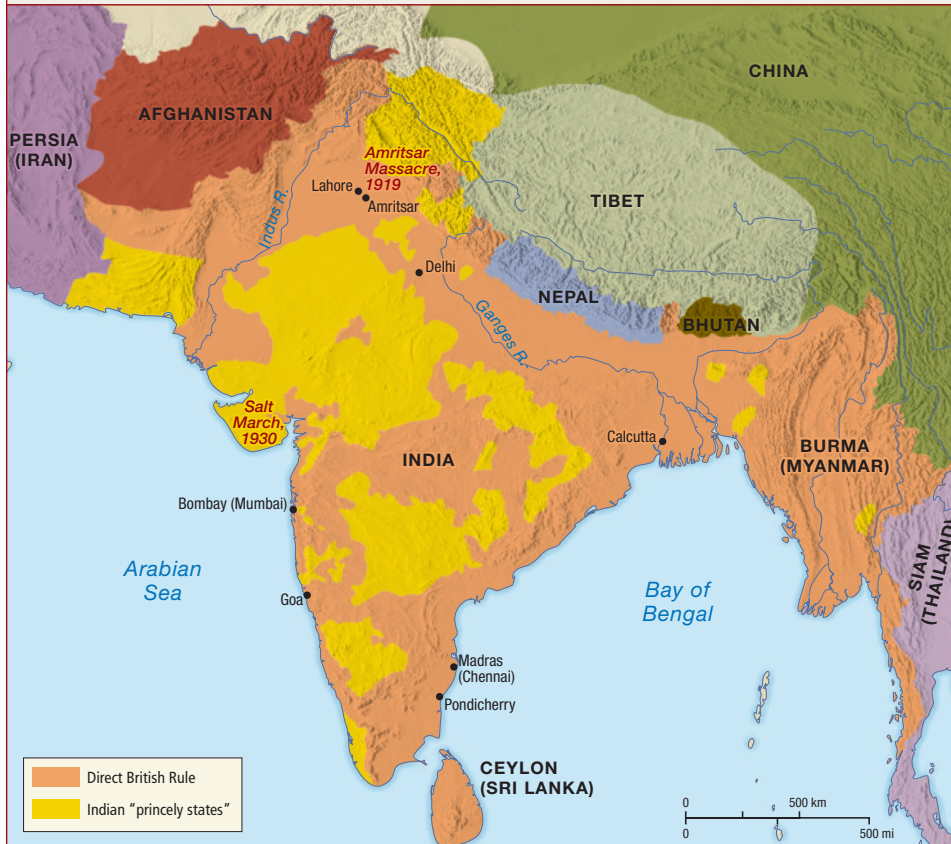 CHINA
AFGHANISTAN
PERSIA
(IRAN)
Amritsar
Massacre,
1919
Lahore
Amritsar
Indus R.
TIBET
Delhi
NEPAL
BHUTAN
Ganges R.
Salt
March,
1930
Calcutta
INDIA
BURMA
(MYANMAR)
Bombay (Mumbai)
SIAM
(THAILAND)
Arabian
Sea
Bay of
Bengal
Goa
Madras
(Chennai)
Pondicherry
CEYLON
(SRI LANKA)
Direct British Rule
Indian “princely states”
0 500 km
0 500 mi